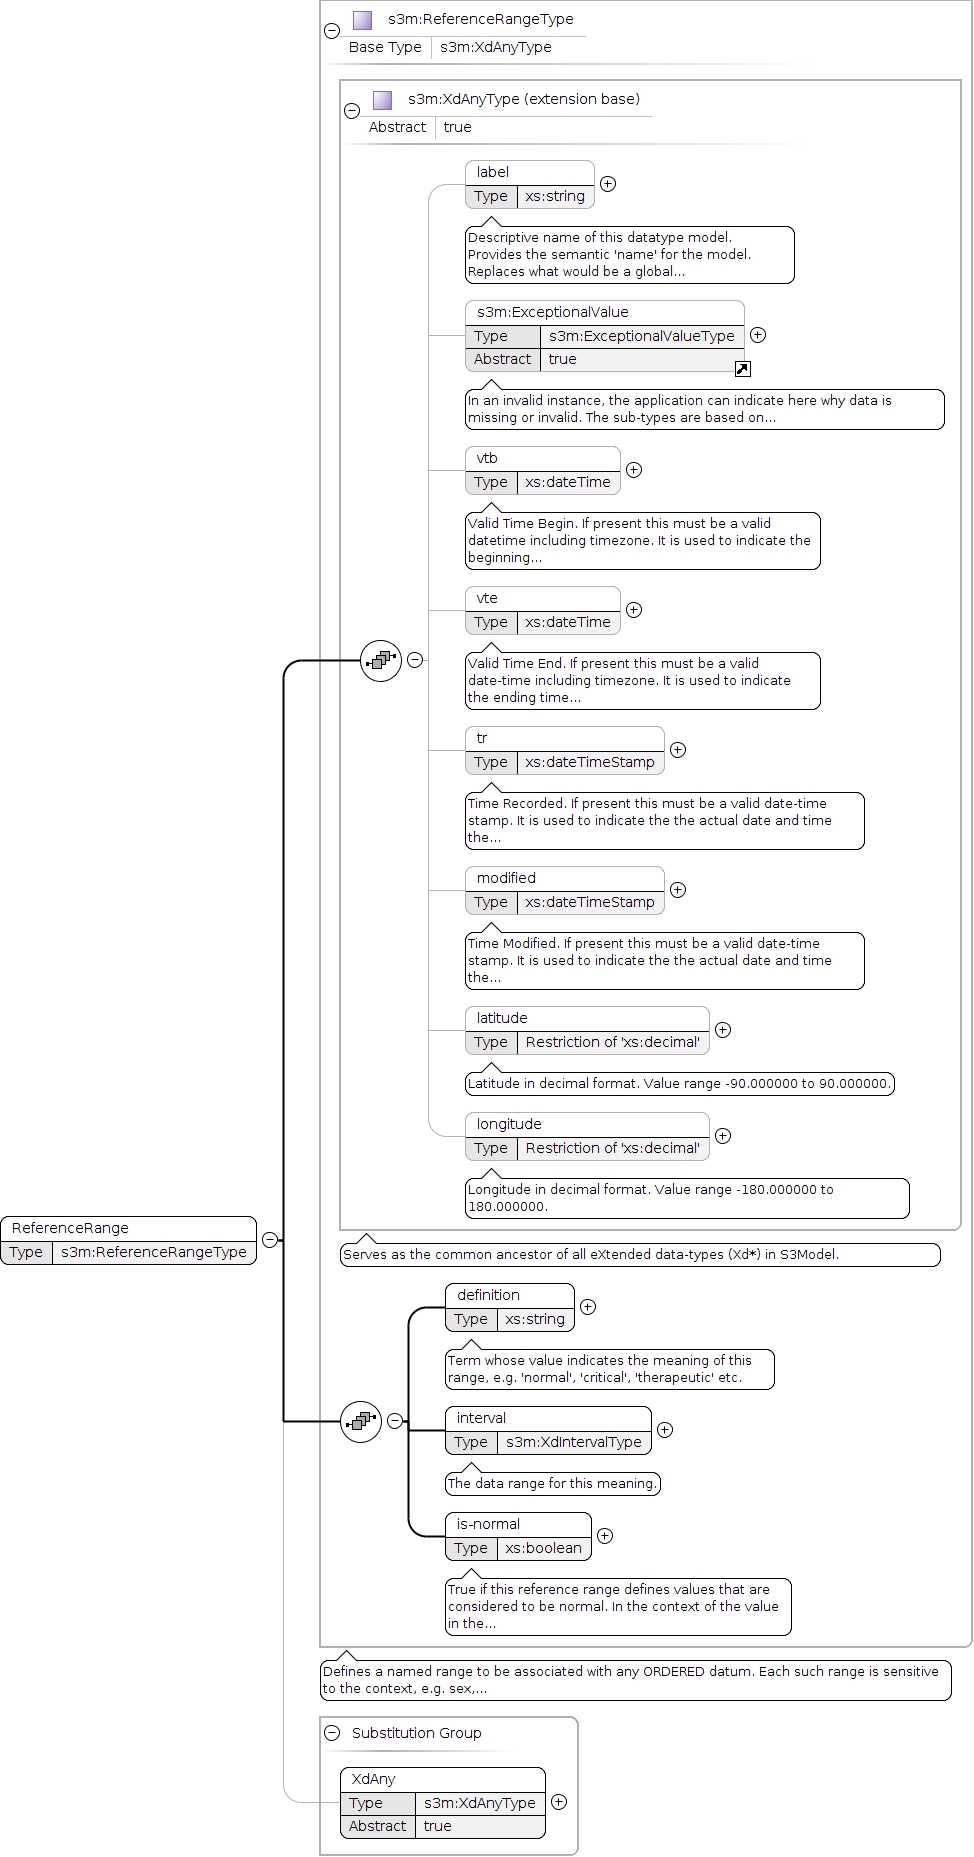 s3m:ReferenceRangeType
Base Type s3m:XdAnyType
s3m:XdAnyType (extension base)
Abstract true
label
Type xs:string
Descriptive name of this datatype model.
Provides the semantic 'name' for the model.
Replaces what would be a global...
s3m:ExceptionalValue
Type s3m:ExceptionalValueType
Abstract true
In an invalid instance, the application can indicate here why data is
missing or invalid. The sub-types are based on...
vtb
Type xs:dateTime
Valid Time Begin. If present this must be a valid
datetime including timezone. It is used to indicate the
beginning...
vte
Type xs:dateTime
Valid Time End. If present this must be a valid
date-time including timezone. It is used to indicate
the ending time...
tr
Type xs:dateTimeStamp
Time Recorded. If present this must be a valid date-time
stamp. It is used to indicate the the actual date and time
the...
modified
Type xs:dateTimeStamp
Time Modified. If present this must be a valid date-time
stamp. It is used to indicate the the actual date and time
the...
latitude
Type Restriction of 'xs:decimal'
Latitude in decimal format. Value range -90.000000 to 90.000000.
longitude
Type Restriction of 'xs:decimal'
Longitude in decimal format. Value range -180.000000 to
180.000000.
ReferenceRange
Type s3m:ReferenceRangeType
Serves as the common ancestor of all eXtended data-types (Xd*) in S3Model.
definition
Type xs:string
Term whose value indicates the meaning of this
range, e.g. 'normal', 'critical', 'therapeutic' etc.
interval
Type s3m:XdIntervalType
The data range for this meaning.
is-normal
Type xs:boolean
True if this reference range defines values that are
considered to be normal. In the context of the value
in the...
Defines a named range to be associated with any ORDERED datum. Each such range is sensitive
to the context, e.g. sex,...
Substitution Group
XdAny
Type s3m:XdAnyType
Abstract true